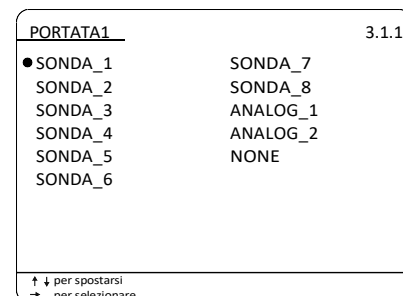 PORTATA1 3.1.1
SONDA_1
SONDA_2
SONDA_3
SONDA_4
SONDA_5
SONDA_6
SONDA_7
SONDA_8
ANALOG_1
ANALOG_2
NONE
↑ ↓ per spostarsi
→ per selezionare